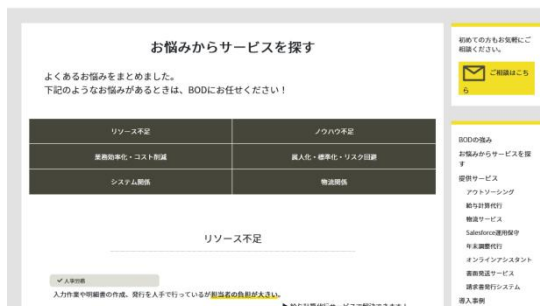 お悩みからサービスを探す
よくあるお悩みをまとめました。
下記のようなお悩みがあるときは、BODにお任せください！
リソース不足
ノウハウ不足
業務効率化・コスト削減
属人化・標準化・リスク回避
システム関係
物流関係
リソース不足
人事総務
入力作業や明細書の作成、発行を人手で行っているが担当者の負担が大きい。
初めての方もお気軽にご
相談ください。
ご相談はこち
ら
BODの強み
お悩みからサービスを探
す
提供サービス
アウトソーシング
給与計算代行
物流サービス
Salesforce運用保守
年末調整代行
オンラインアシスタント
書面発送サービス
請求書発行システム
導入事例